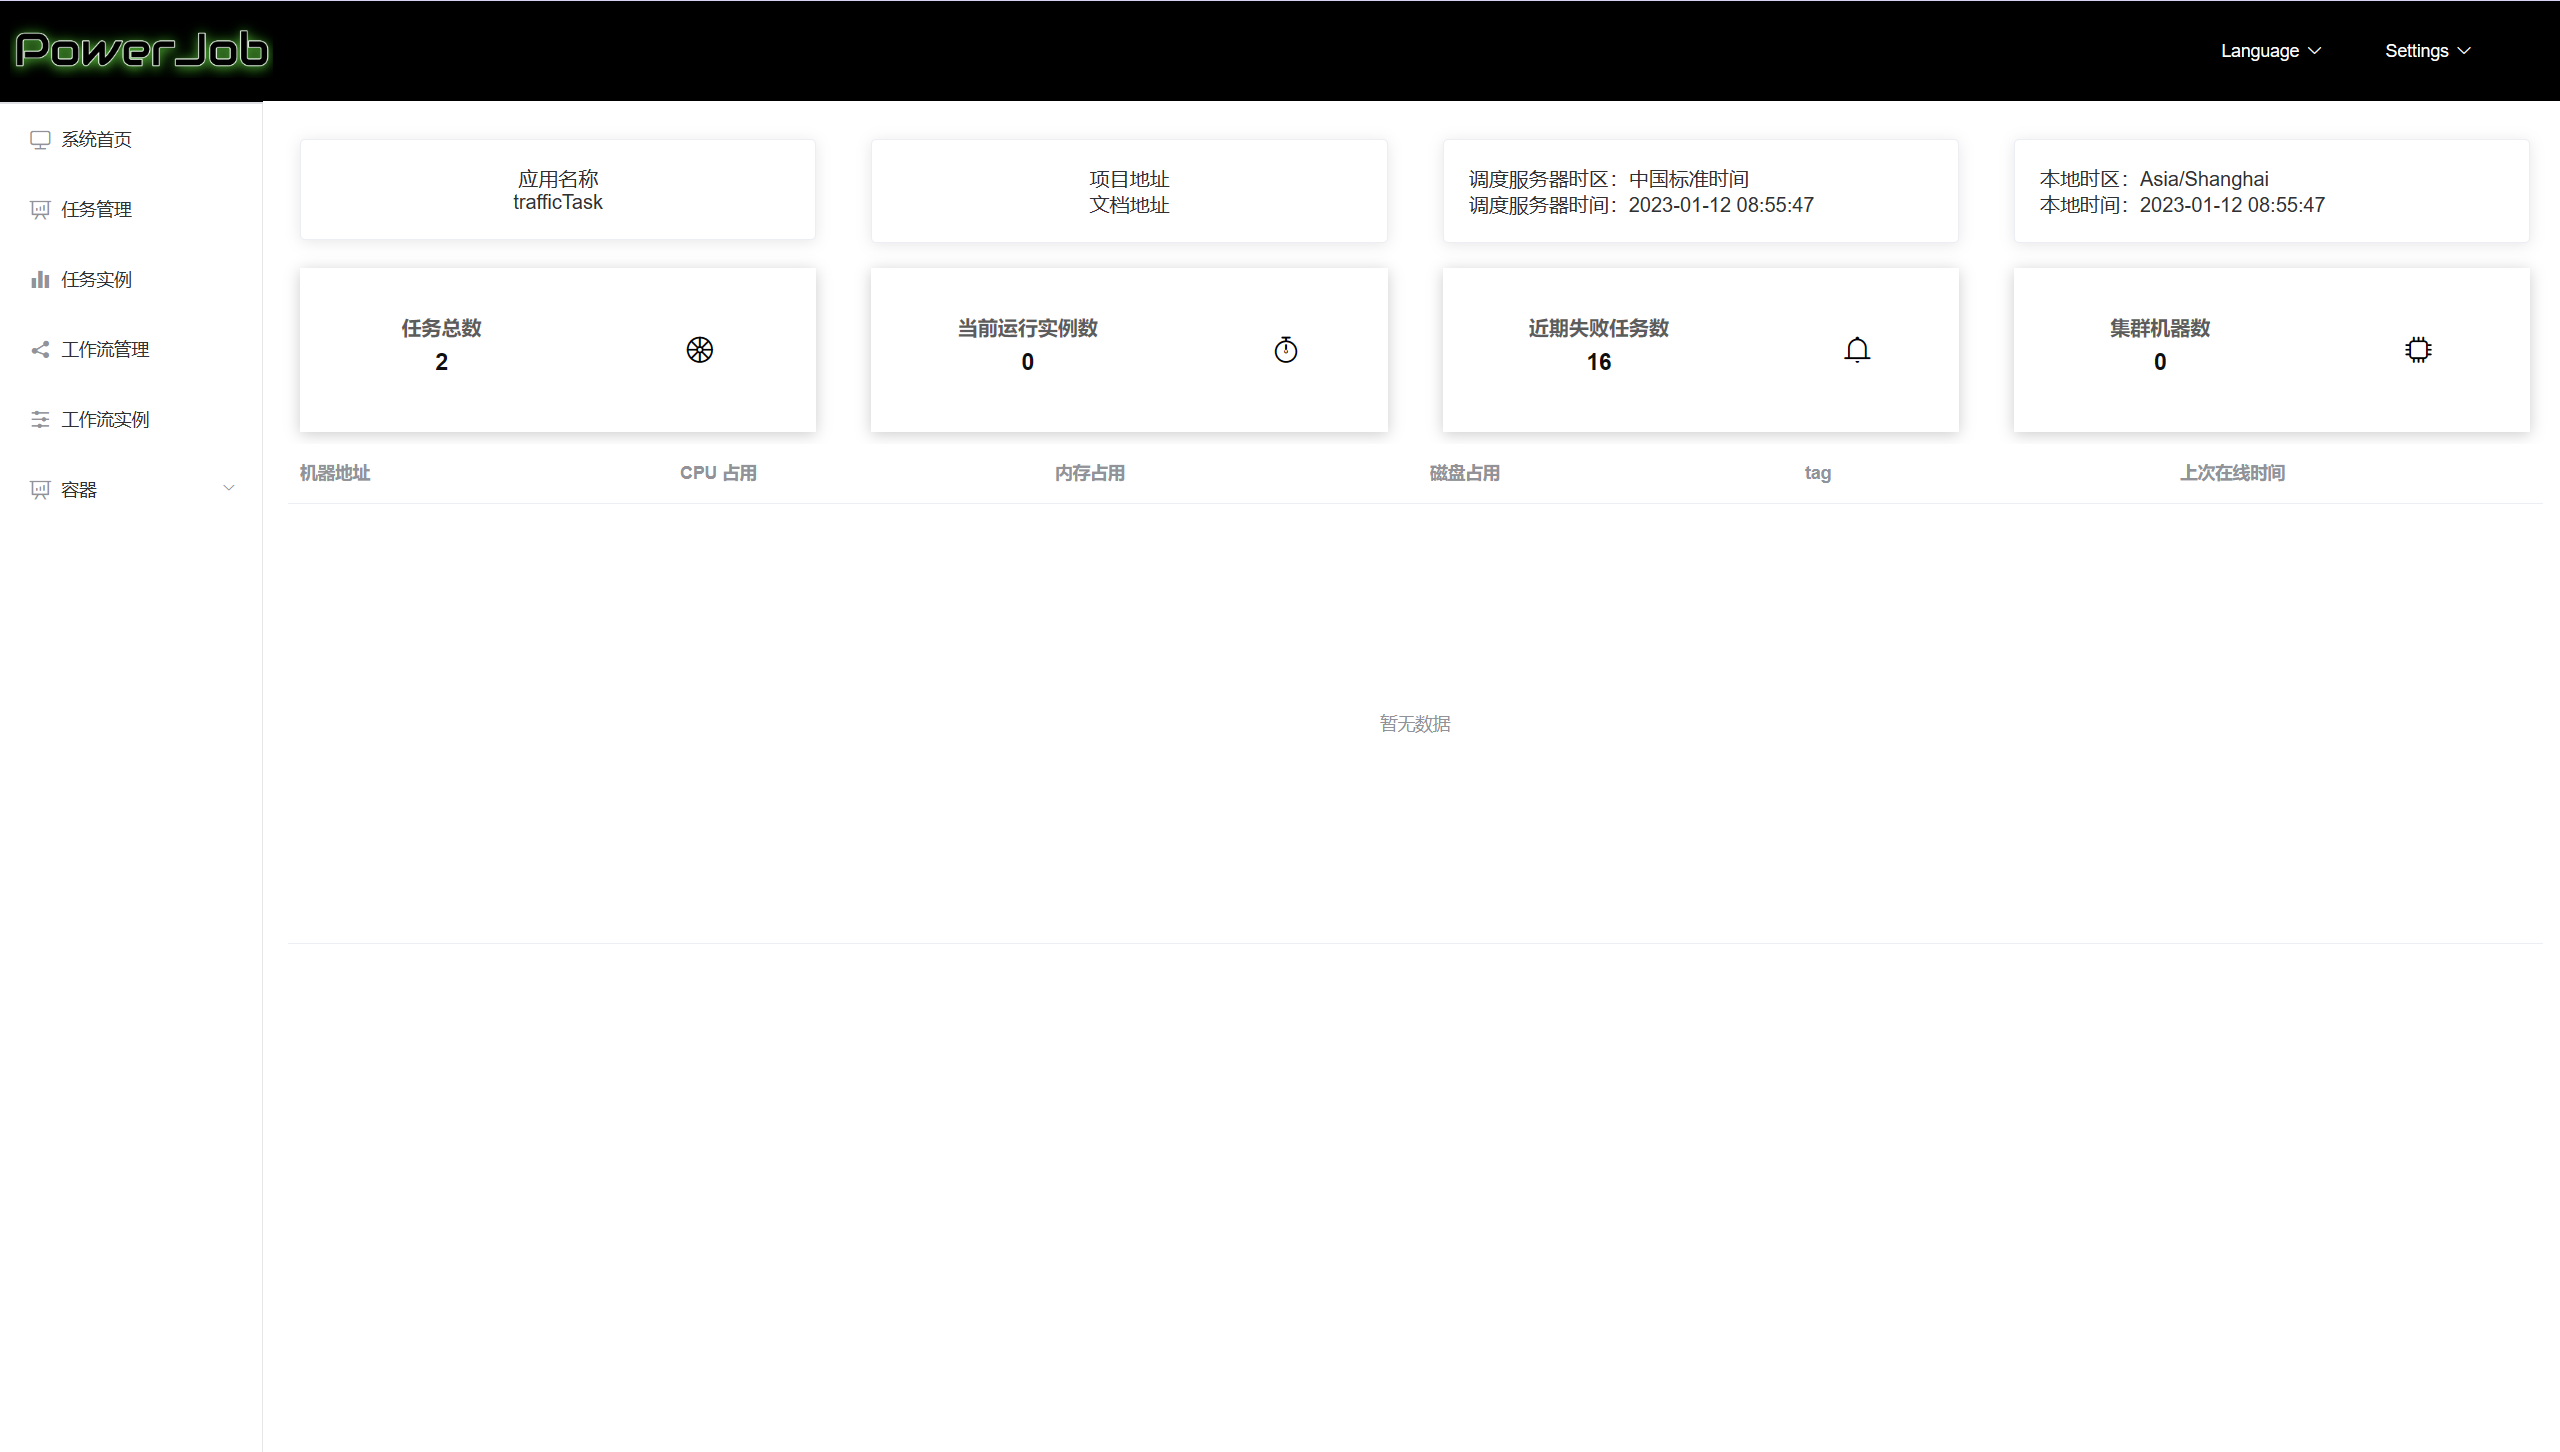 PowerJob
Language
Settings
系统首页
任务管理
任务实例
工作流管理
工作流实例
容器
应用名称
trafficTask
项目地址
文档地址
调度服务器时区：中国标准时间
调度服务器时间：2023-01-12 08:55:47
本地时区：Asia/Shanghai
本地时间：2023-01-12 08:55:47
任务总数
2
当前运行实例数
0
近期失败任务数
16
集群机器数
0
机器地址 CPU 占用 内存占用 磁盘占用 tag 上次在线时间
暂无数据